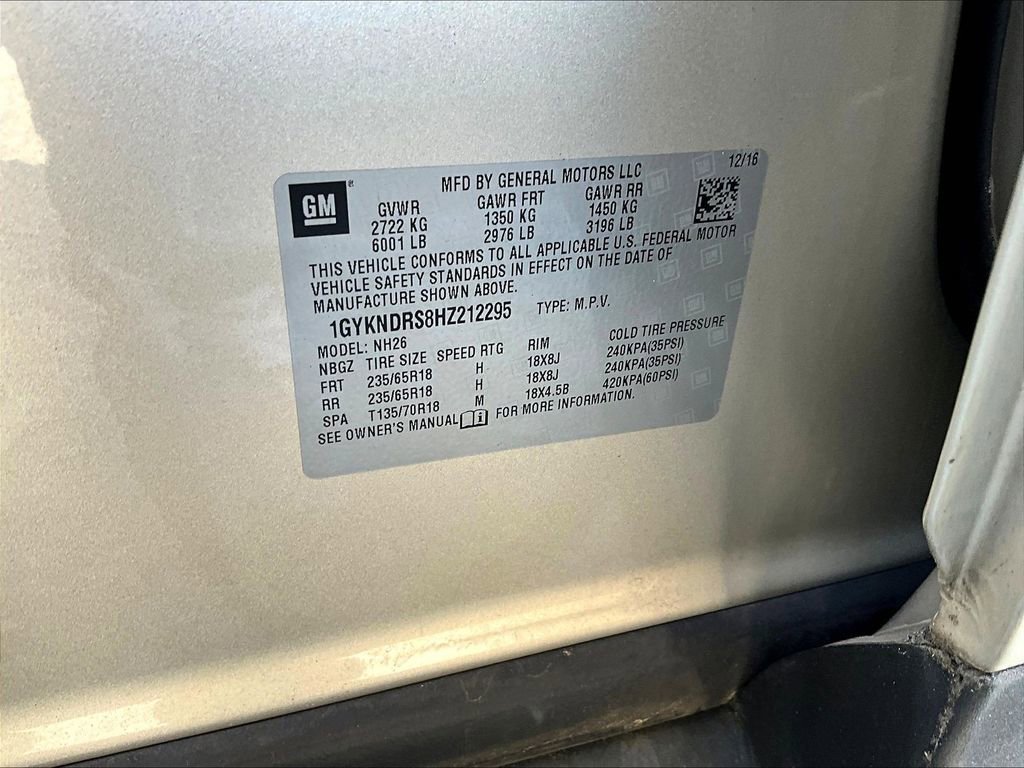 12/16
GM
MFD BY GENERAL MOTORS LLC
GVWR GAWR FRT GAWR RR
2722 KG 1350 KG 1450 KG
6001 LB 2976 LB 3196 LB
THIS VEHICLE CONFORMS TO ALL APPLICABLE U.S. FEDERAL MOTOR
VEHICLE SAFETY STANDARDS IN EFFECT ON THE DATE OF
MANUFACTURE SHOWN ABOVE.
1GYKNDRS8HZ212295 TYPE: M.P.V.
MODEL: NH26
NBGZ TIRE SIZE SPEED RTG RIM COLD TIRE PRESSURE
FRT 235/65R18 H 18X8J 240KPA(35PSI)
RR 235/65R18 H 18X8J 240KPA(35PSI)
SPA T135/70R18 M 18X4.5B 420KPA(60PSI)
SEE OWNER'S MANUAL i FOR MORE INFORMATION.